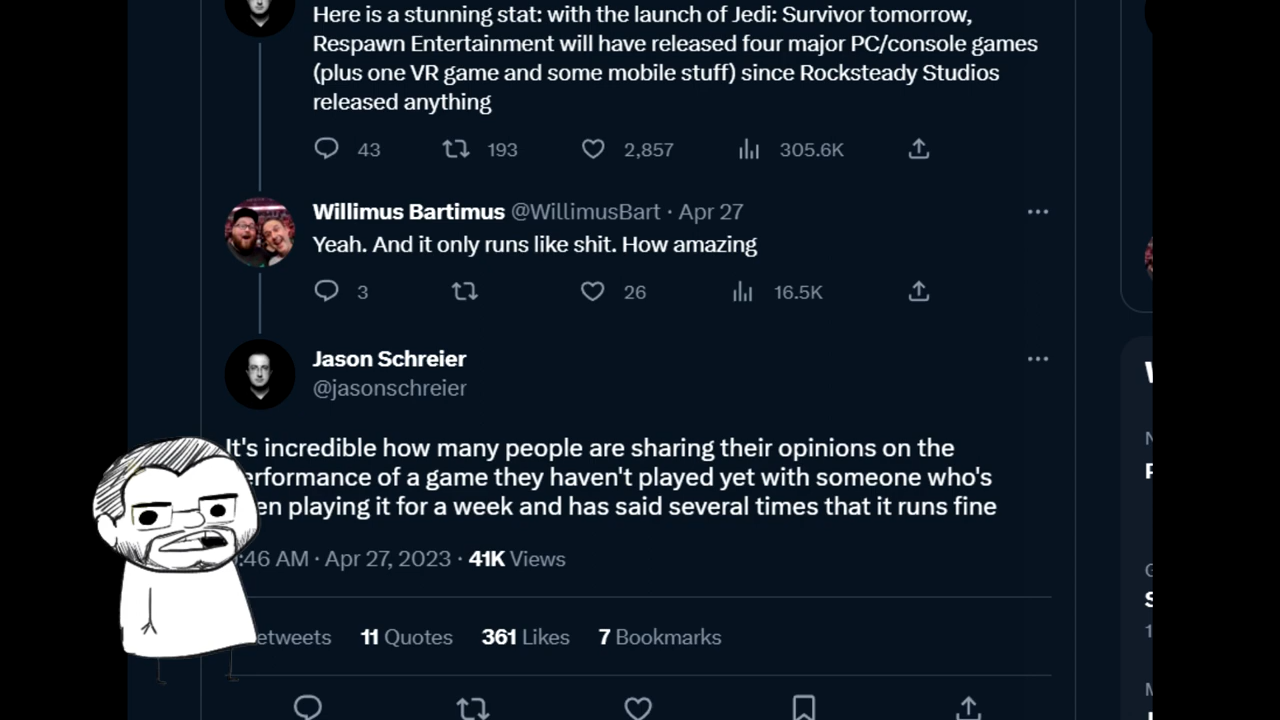 Here is a stunning stat: with the launch of Jedi: Survivor tomorrow,
Respawn Entertainment will have released four major PC/console games
(plus one VR game and some mobile stuff) since Rocksteady Studios
released anything
43 193 2,857 305.6K
Willimus Bartimus @WillimusBart · Apr 27
Yeah. And it only runs like shit. How amazing
3 26 16.5K
Jason Schreier
@jasonschreier
It's incredible how many people are sharing their opinions on the
erformance of a game they haven't played yet with someone who's
en playing it for a week and has said several times that it runs fine
:46 AM · Apr 27, 2023 · 41K Views
etweets 11 Quotes 361 Likes 7 Bookmarks